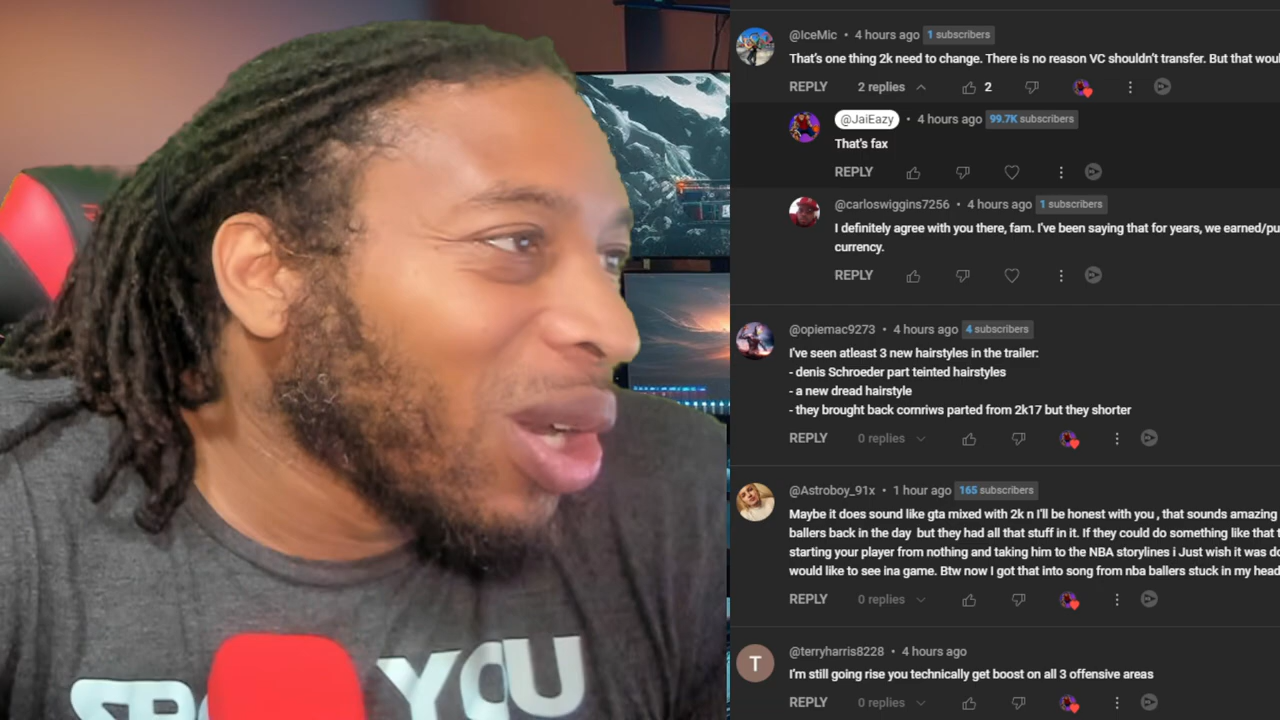 @IceMic • 4 hours ago 1 subscribers
That's one thing 2k need to change. There is no reason VC shouldn't transfer. But that
REPLY 2 replies 2
@JaiEazy • 4 hours ago 99.7K subscribers
That's fax
REPLY
@carloswiggins7256 • 4 hours ago 1 subscribers
I definitely agree with you there, fam. I've been saying that for years, we
currency.
REPLY
@opiemac9273 • 4 hours ago 4 subscribers
I've seen atleast 3 new hairstyles in the trailer:
- denis Schroeder part teinted hairstyles
- a new dread hairstyle
- they brought back cornriws parted from 2k17 but they shorter
REPLY 0 replies
@Astroboy_91x • 1 hour ago 165 subscribers
Maybe it does sound like gta mixed with 2k n I'll be honest with you , that sounds amazing
ballers back in the day but they had all that stuff in it. If they could do something like that
starting your player from nothing and taking him to the NBA storylines i Just wish it was
would like to see ina game. Btw now I got that into song from nba ballers stuck in my head
REPLY 0 replies
T
@terryharris8228 • 4 hours ago
I'm still going rise you technically get boost on all 3 offensive areas
REPLY 0 replies
YOU